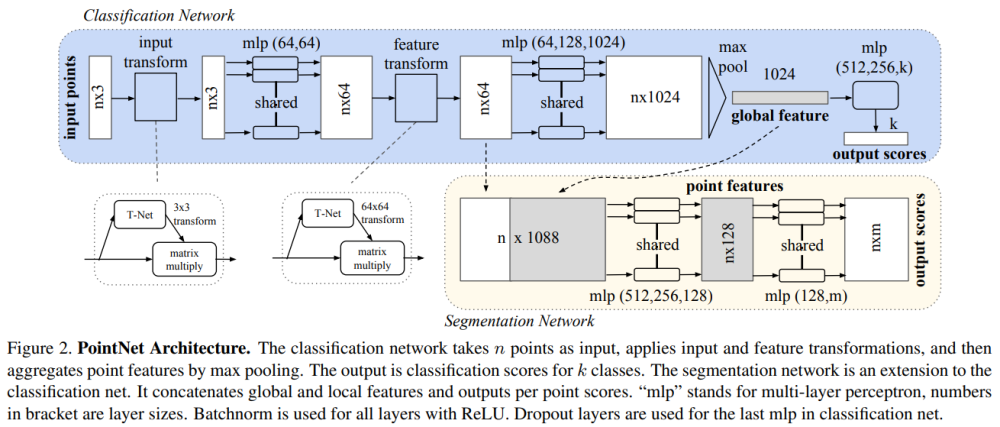 Classification Network
input points
nx3
input
transform
nx3
mlp (64,64)
shared
nx64
feature
transform
nx64
mlp (64,128,1024)
shared
nx1024
max
pool
1024
global feature
mlp
(512,256,k)
k
output scores
T-Net
3x3
transform
matrix
multiply
T-Net
64x64
transform
matrix
multiply
point features
n x 1088
shared
mlp (512,256,128)
nx128
shared
mlp (128,m)
nxm
output scores
Segmentation Network
Figure 2. PointNet Architecture. The classification network takes n points as input, applies input and feature transformations, and then
aggregates point features by max pooling. The output is classification scores for k classes. The segmentation network is an extension to the
classification net. It concatenates global and local features and outputs per point scores. “mlp” stands for multi-layer perceptron, numbers
in bracket are layer sizes. Batchnorm is used for all layers with ReLU. Dropout layers are used for the last mlp in classification net.